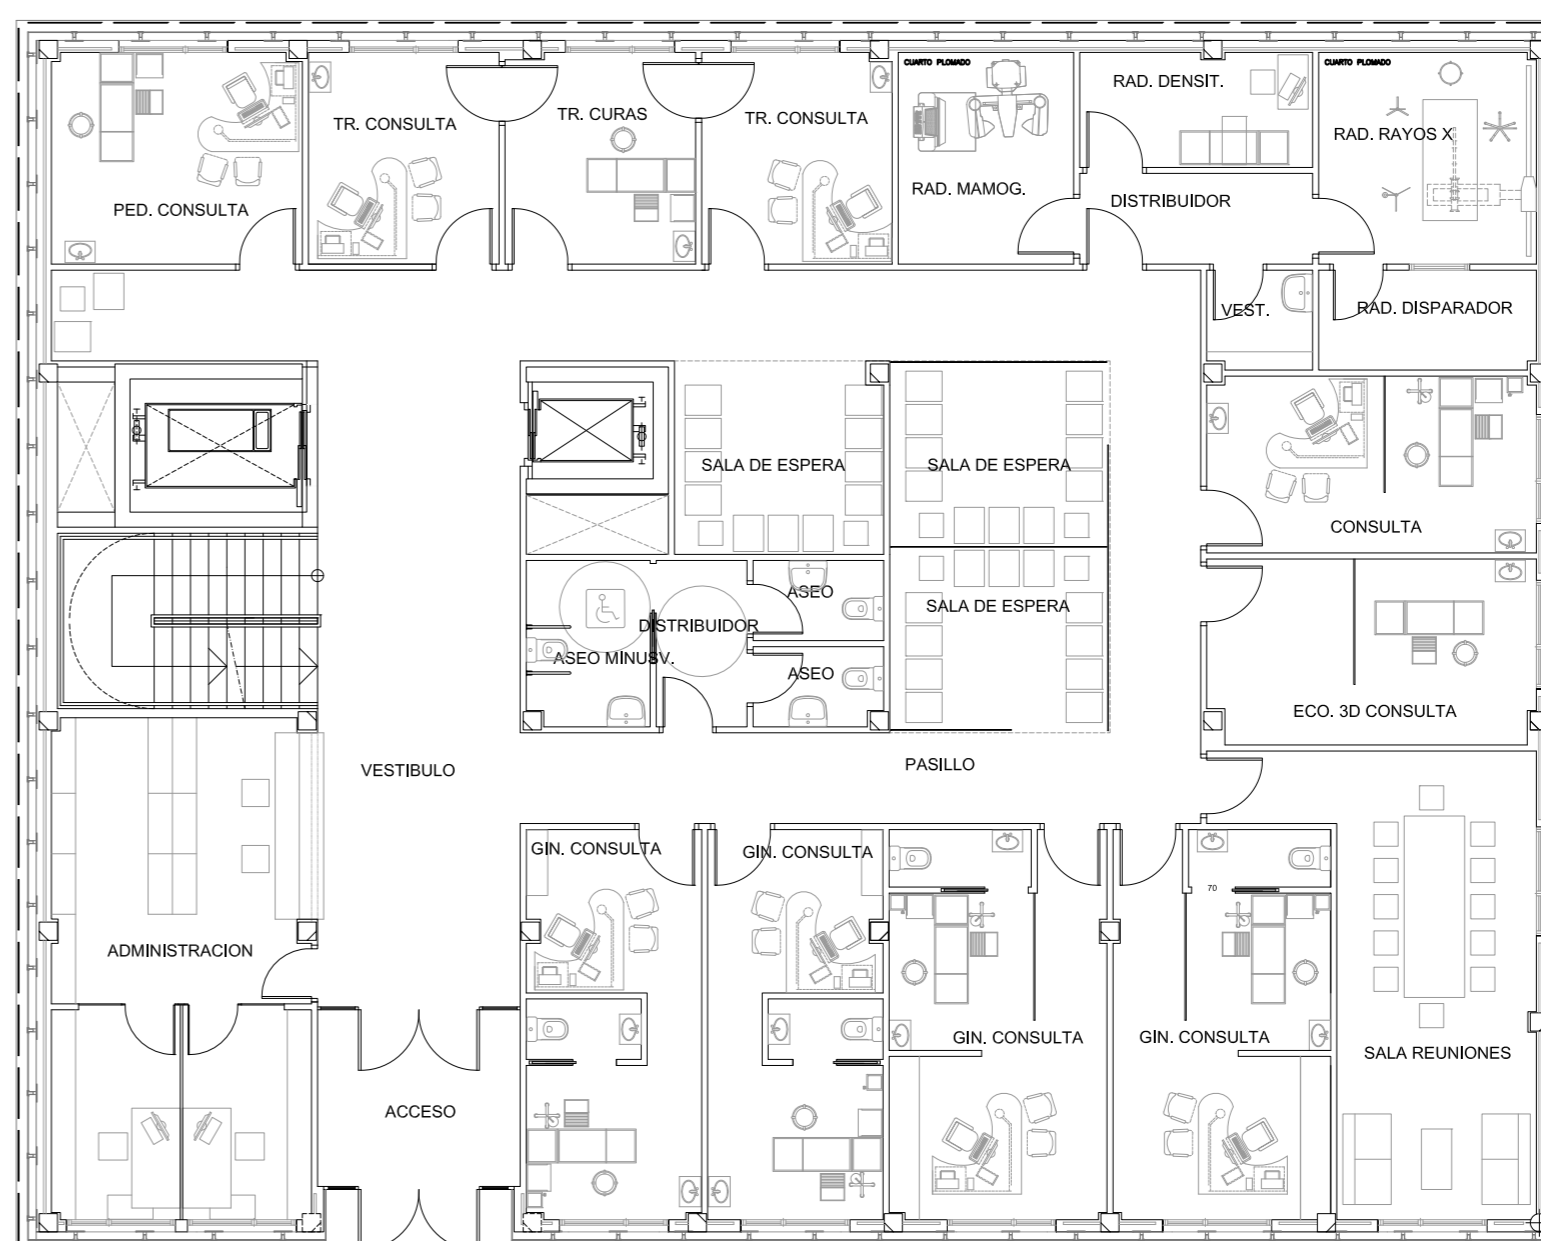 CUARTO PLOMADO
CUARTO PLOMADO
RAD. DENSIT.
TR. CONSULTA
TR. CURAS
TR. CONSULTA
RAD. RAYOS X
RAD. MAMOG.
DISTRIBUIDOR
PED. CONSULTA
VEST.
RAD. DISPARADOR
SALA DE ESPERA
SALA DE ESPERA
CONSULTA
ASEO
SALA DE ESPERA
DISTRIBUIDOR
ASEO MINUSV.
ASEO
ECO. 3D CONSULTA
VESTIBULO
PASILLO
GIN. CONSULTA
GIN. CONSULTA
70
ADMINISTRACION
GIN. CONSULTA
GIN. CONSULTA
SALA REUNIONES
ACCESO